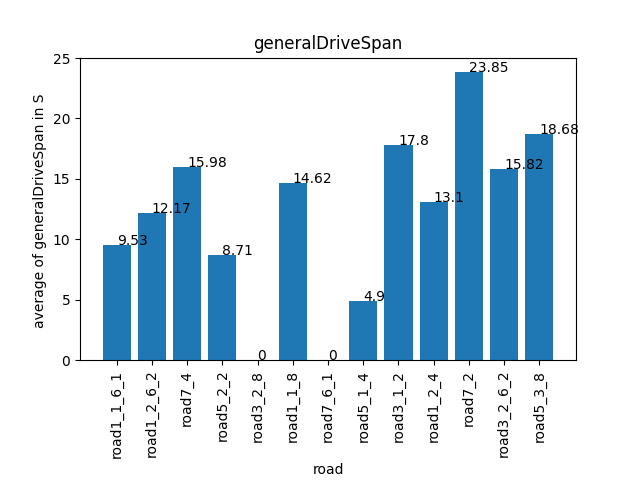 generalDriveSpan
average of generalDriveSpan in S
25
20
15
10
5
0
9.53
12.17
15.98
8.71
0
14.62
0
4.9
17.8
13.1
23.85
15.82
18.68
road1_1_6_1
road1_2_6_2
road7_4
road5_2_2
road3_2_8
road1_1_8
road7_6_1
road5_1_4
road3_1_2
road1_2_4
road7_2
road3_2_6_2
road5_3_8
road